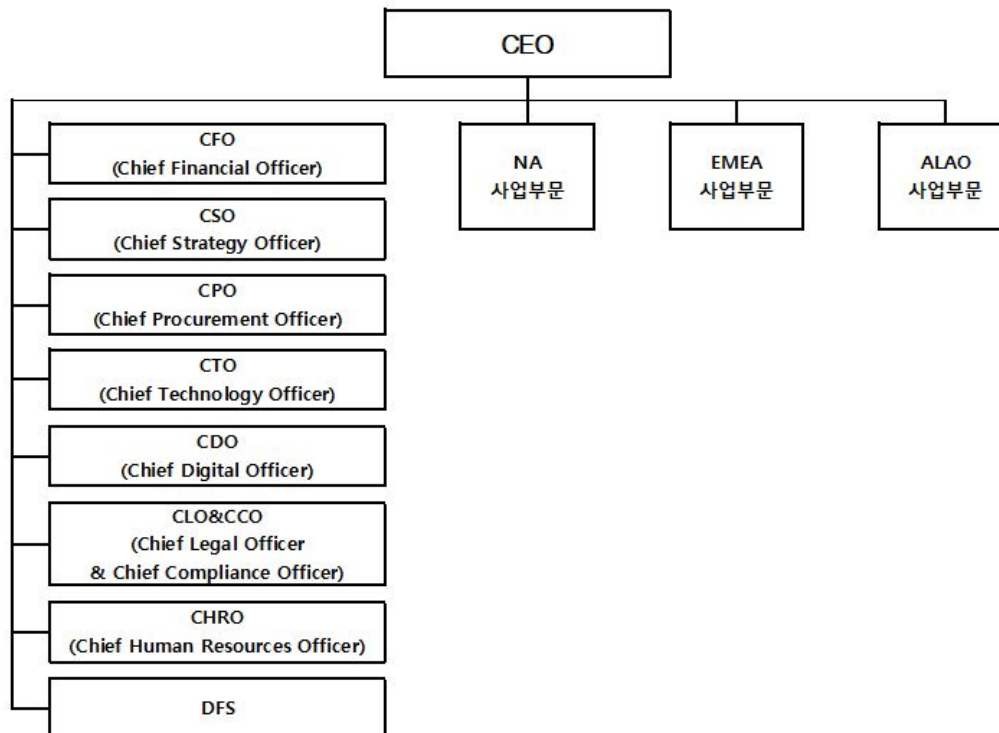 CEO
CFO
(Chief Financial Officer)
CSO
(Chief Strategy Officer)
CPO
(Chief Procurement Officer)
CTO
(Chief Technology Officer)
CDO
(Chief Digital Officer)
CLO&CCO
(Chief Legal Officer
& Chief Compliance Officer)
CHRO
(Chief Human Resources Officer)
DFS
NA
사업부문
EMEA
사업부문
ALAO
사업부문